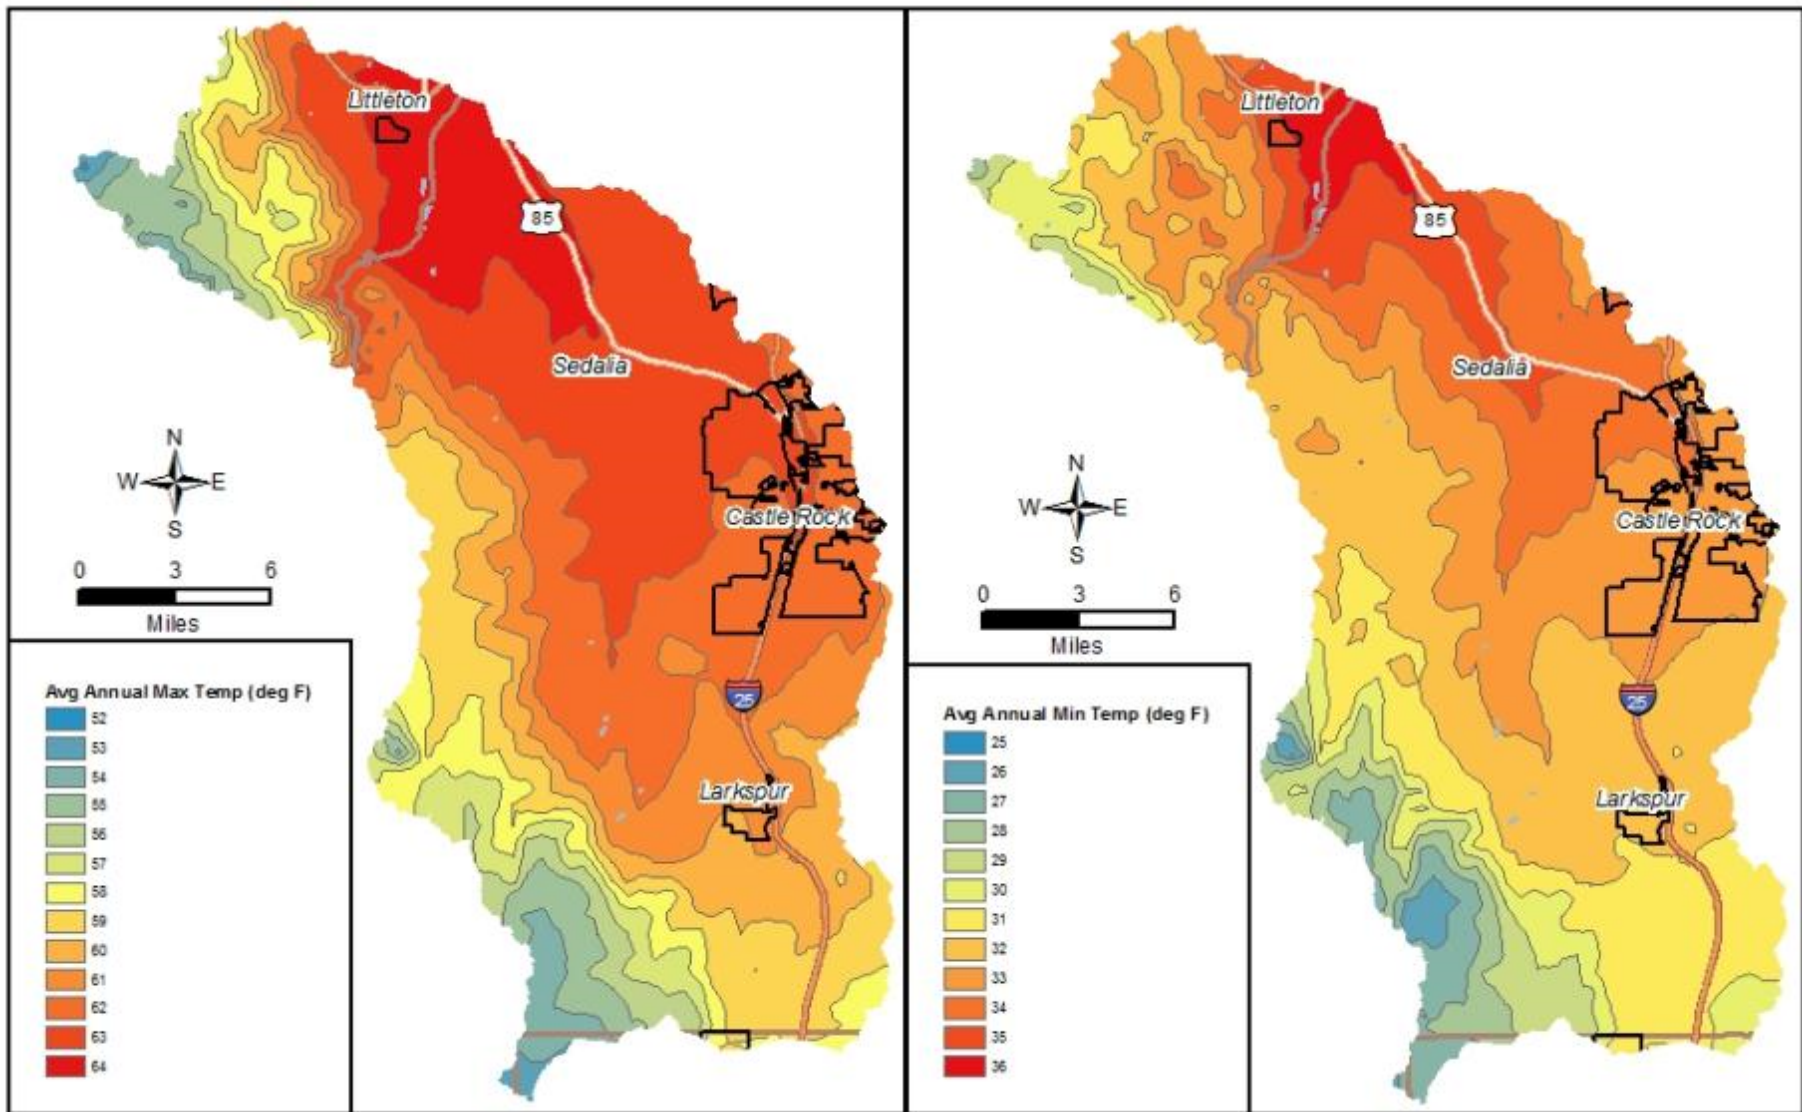 Littleton
85
Sedalia
N
W E
S
Castle Rock
0 3 6
Miles
25
Larkspur
Avg Annual Max Temp (deg F)
52
53
54
55
56
57
58
59
60
61
62
63
64
Littleton
85
Sedalia
N
W E
S
Castle Rock
0 3 6
Miles
25
Larkspur
Avg Annual Min Temp (deg F)
25
26
27
28
29
30
31
32
33
34
35
36